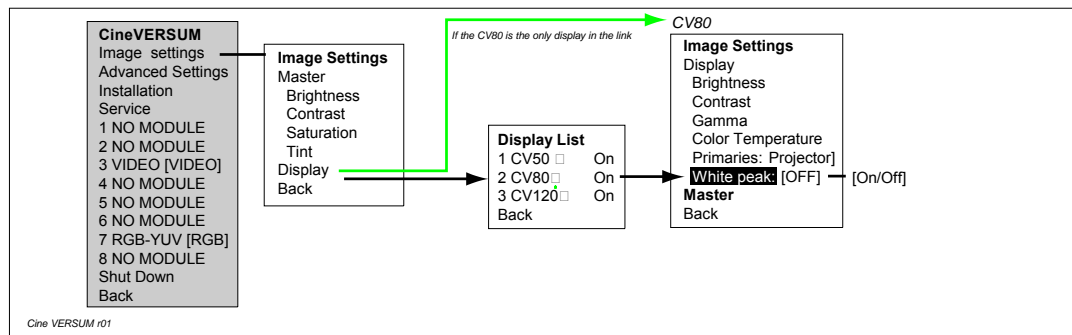 CineVERSUM
Image settings
Advanced Settings
Installation
Service
1 NO MODULE
2 NO MODULE
3 VIDEO [VIDEO]
4 NO MODULE
5 NO MODULE
6 NO MODULE
7 RGB-YUV [RGB]
8 NO MODULE
Shut Down
Back
Image Settings
Master
Brightness
Contrast
Saturation
Tint
Display
Back
If the CV80 is the only display in the link
Display List
1 CV50 □ On
2 CV80□ On
3 CV120□ On
Back
CV80
Image Settings
Display
Brightness
Contrast
Gamma
Color Temperature
Primaries: Projector]
White peak: [OFF]
Master
Back
[On/Off]
Cine VERSUM r01